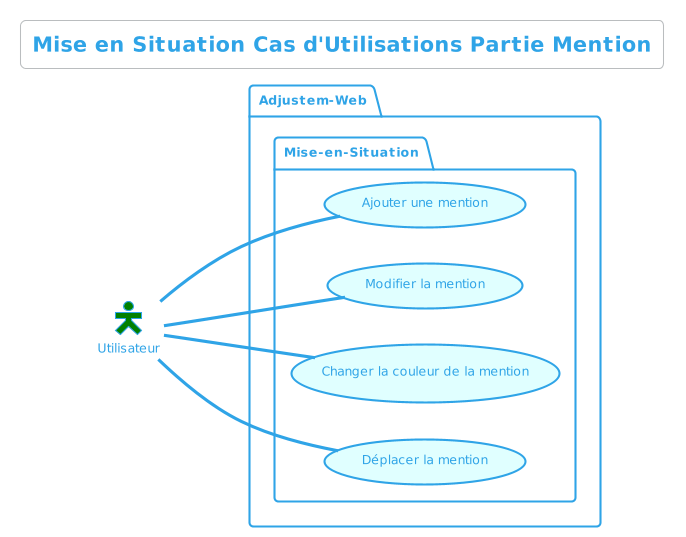 Mise en Situation Cas d'Utilisations Partie Mention
Adjustem-Web
Mise-en-Situation
Ajouter une mention
Modifier la mention
Utilisateur
Changer la couleur de la mention
Déplacer la mention